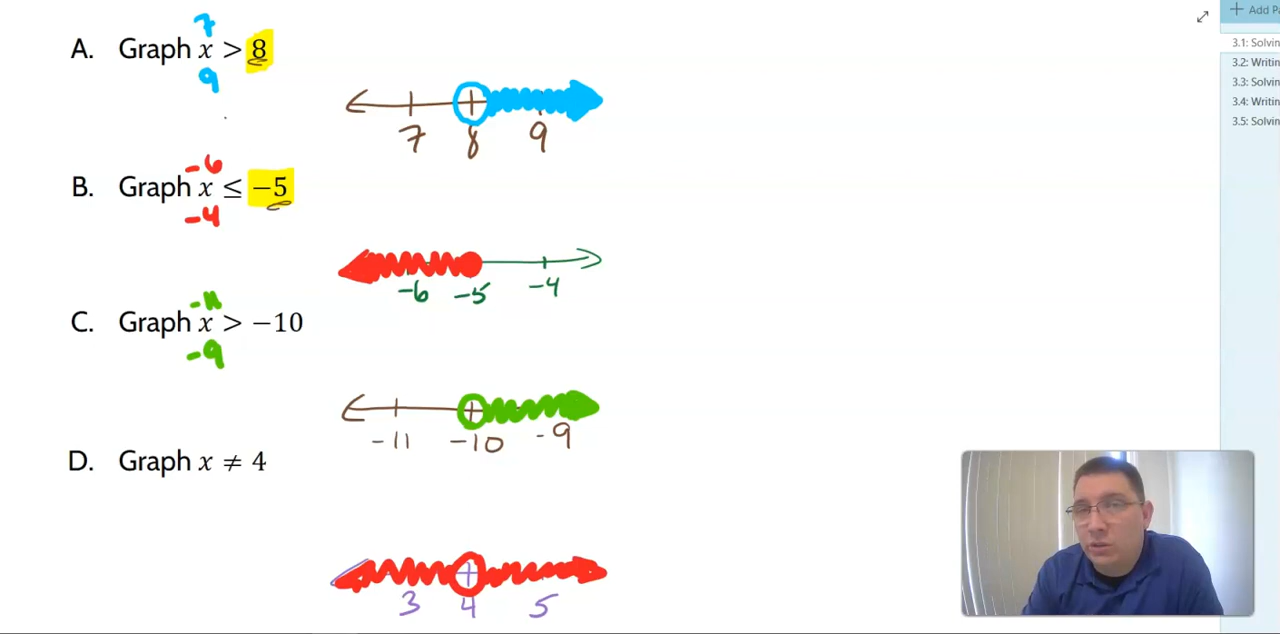 + Add Pa
3.1: Solvin
3.2: Writin
3.3: Solvin
3.4: Writin
3.5: Solvin
7
A. Graph x > 8
9
7 8 9
-6
B. Graph x ≤ −5
-4
-6 -5 -4
-11
C. Graph x > −10
-9
-11 -10 -9
D. Graph x ≠ 4
3 4 5